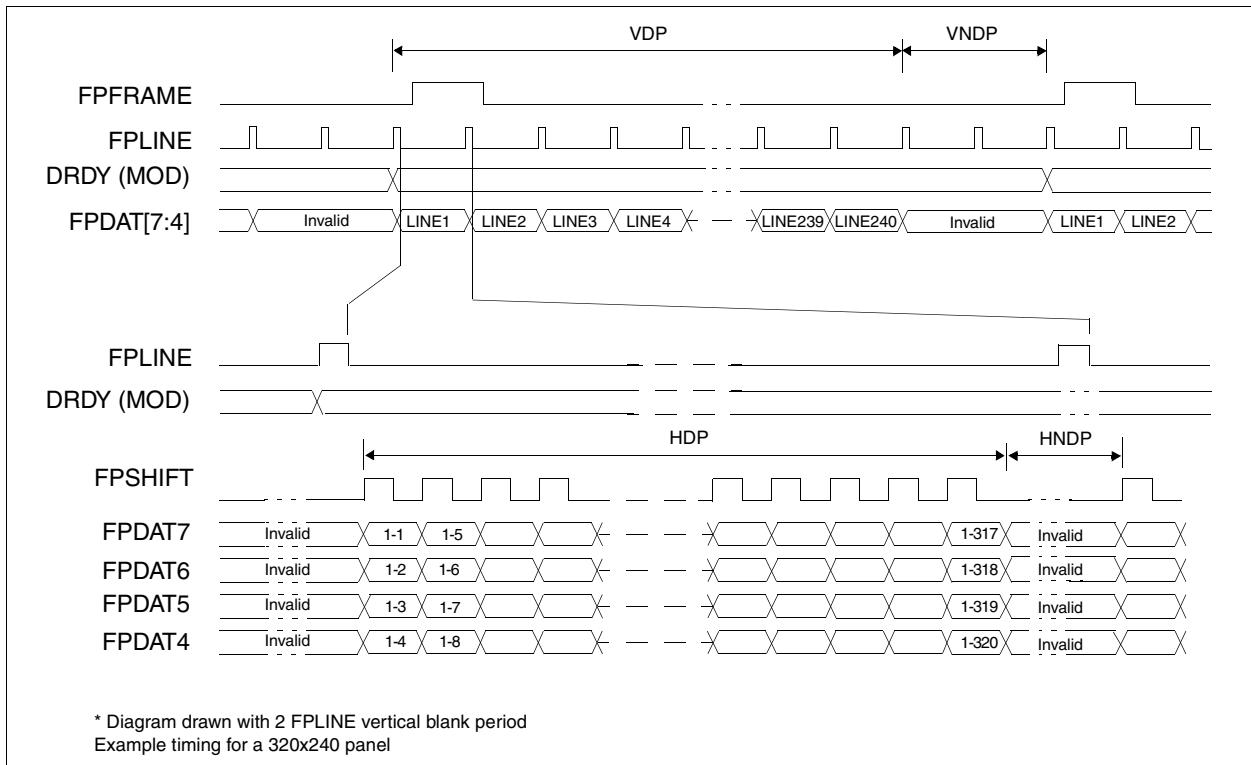 VDP VNDP
FPFRAME
FPLINE
DRDY (MOD)
FPDAT[7:4] Invalid LINE1 LINE2 LINE3 LINE4 LINE239 LINE240 Invalid LINE1 LINE2
FPLINE
DRDY (MOD)
HDP HNDP
FPSHIFT
FPDAT7 Invalid 1-1 1-5 1-317 Invalid
FPDAT6 Invalid 1-2 1-6 1-318 Invalid
FPDAT5 Invalid 1-3 1-7 1-319 Invalid
FPDAT4 Invalid 1-4 1-8 1-320 Invalid
* Diagram drawn with 2 FPLINE vertical blank period
Example timing for a 320x240 panel